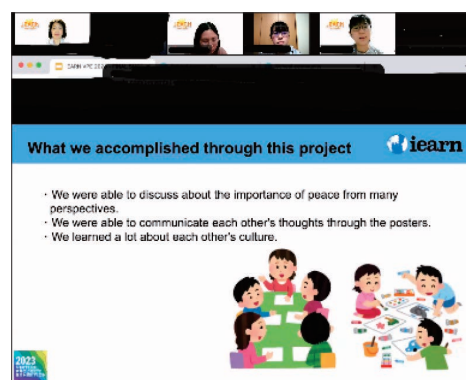 What we accomplished through this project
iearn
· We were able to discuss about the importance of peace from many
perspectives.
· We were able to communicate each other's thoughts through the posters.
· We learned a lot about each other's culture.
2023